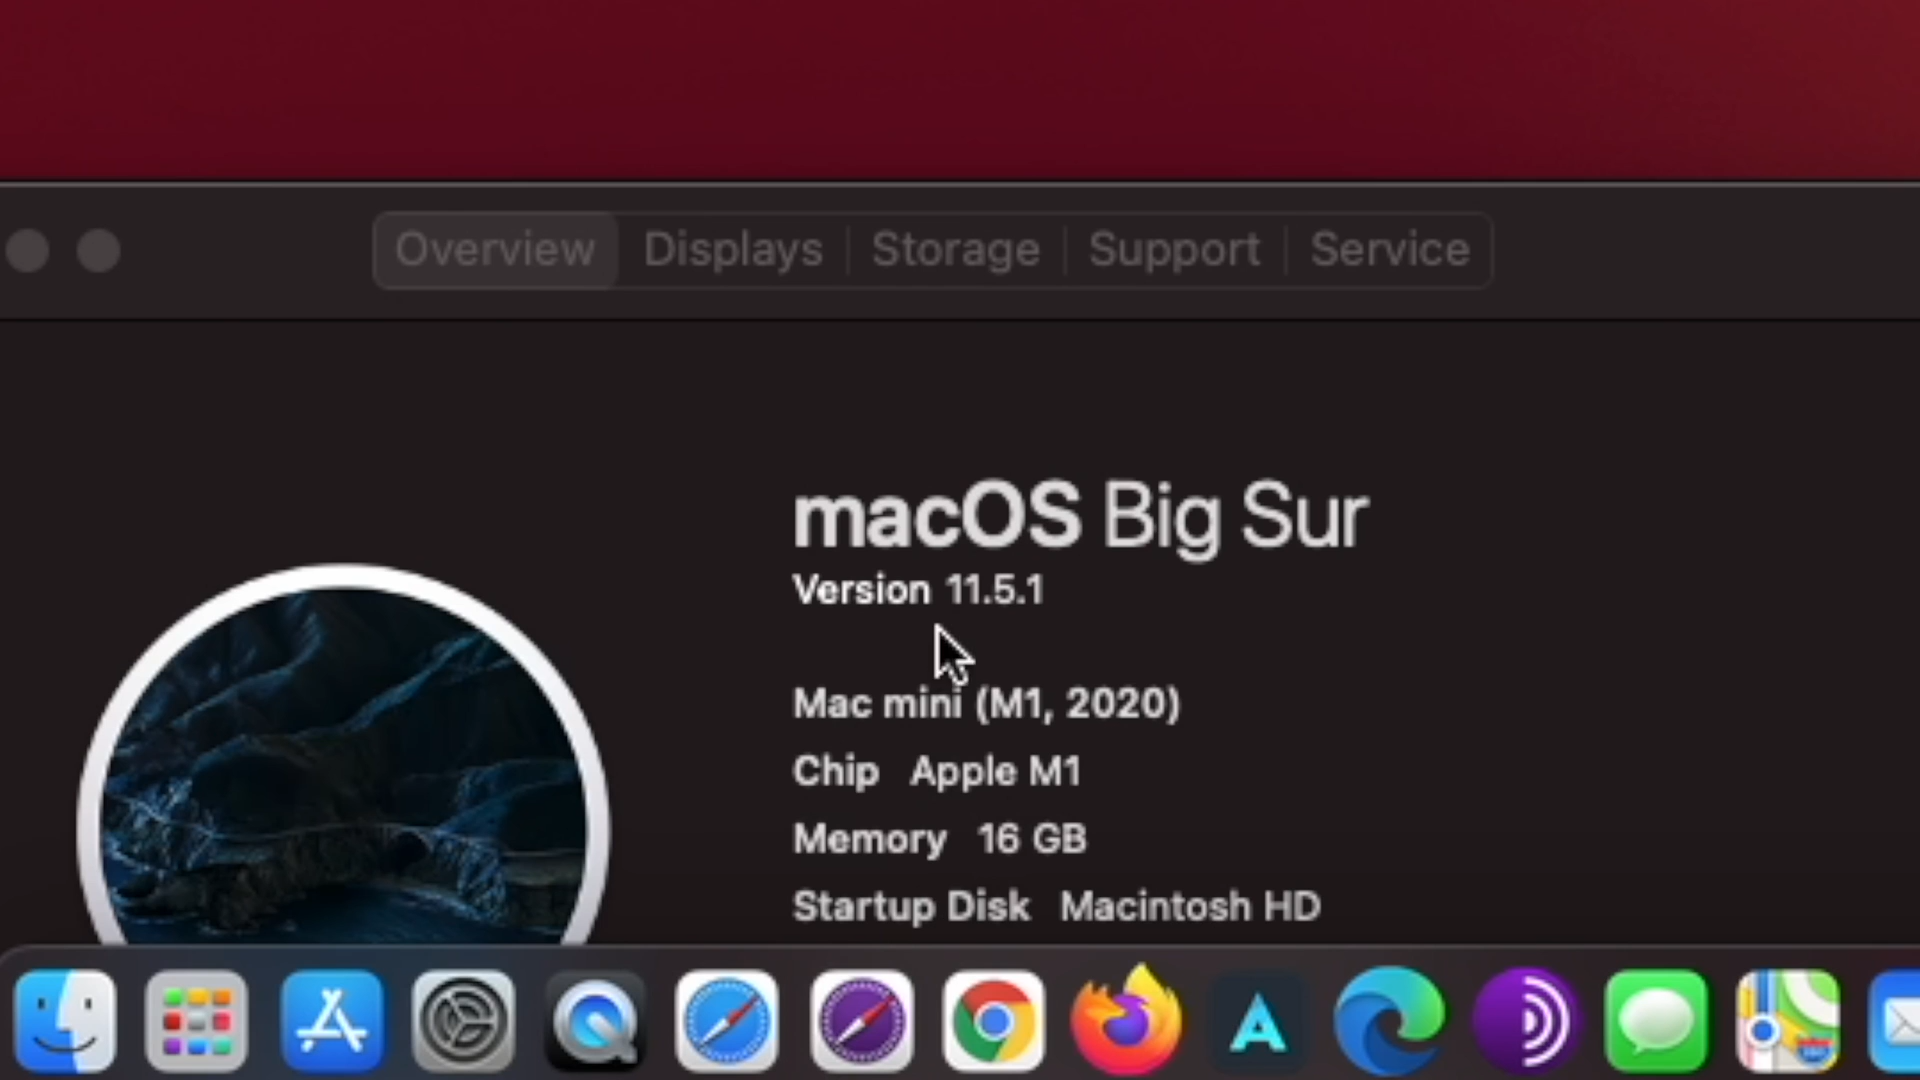 Overview Displays Storage Support Service
macOS Big Sur
Version 11.5.1
Mac mini (M1, 2020)
Chip Apple M1
Memory 16 GB
Startup Disk Macintosh HD